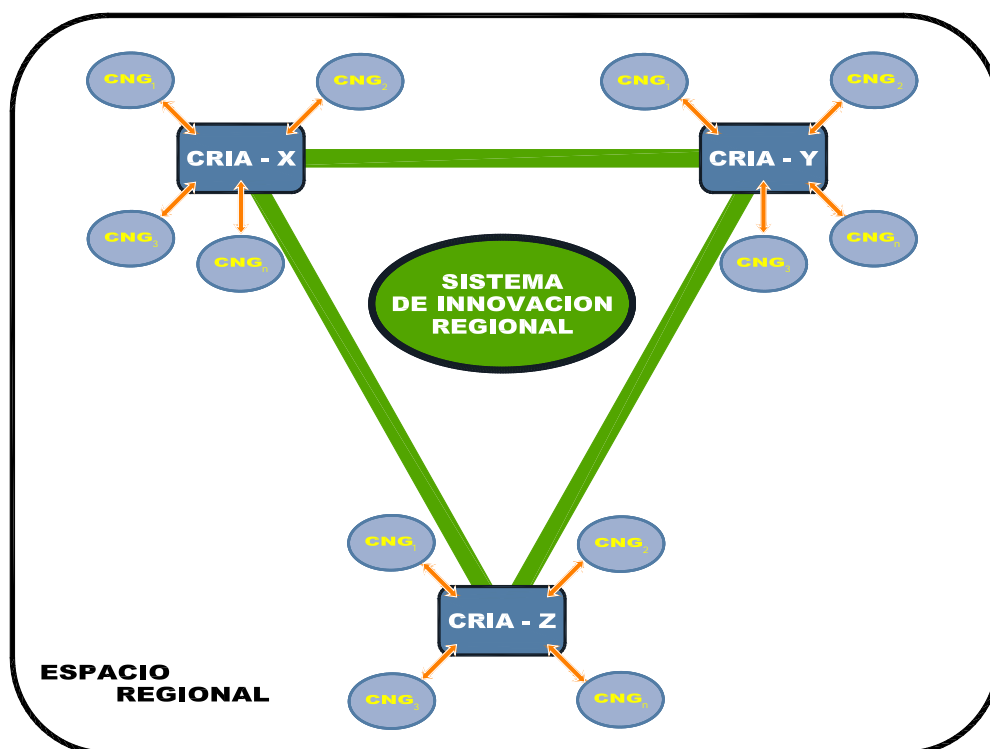 CNG1
CNG2
CNG1
CNG2
CRIA - X
CRIA - Y
CNG3
CNGn
CNG3
CNGn
SISTEMA
DE INNOVACION
REGIONAL
CNG1
CNG2
CRIA - Z
CNG3
CNGn
ESPACIO
REGIONAL